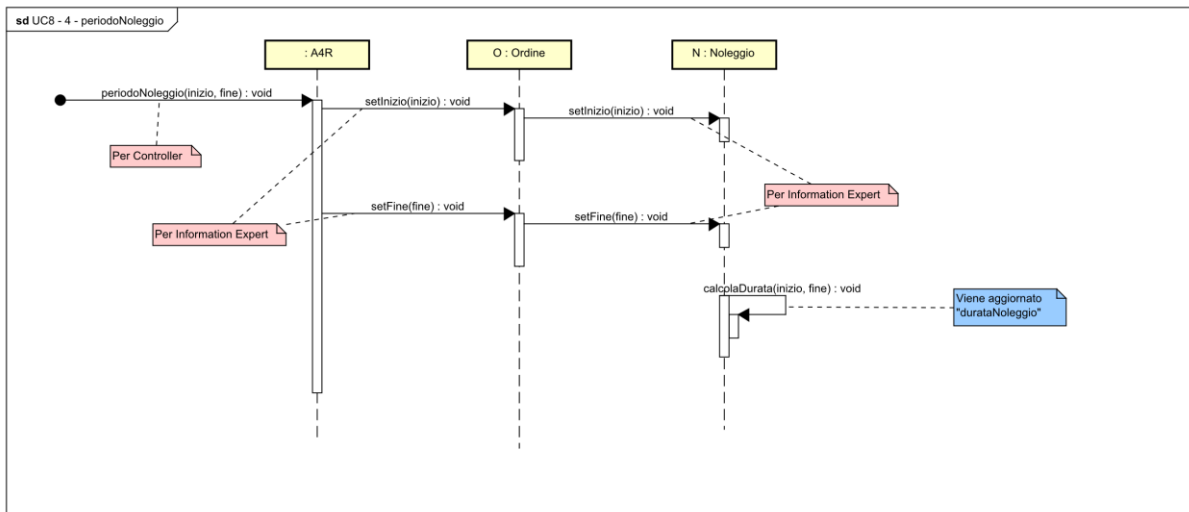 sd UC8 - 4 - periodoNoleggio
: A4R
O : Ordine
N : Noleggio
periodoNoleggio(inizio, fine) : void
setInizio(inizio) : void
setInizio(inizio) : void
Per Controller
Per Information Expert
setFine(fine) : void
setFine(fine) : void
Per Information Expert
calcolaDurata(inizio, fine) : void
Viene aggiornato
"durataNoleggio"